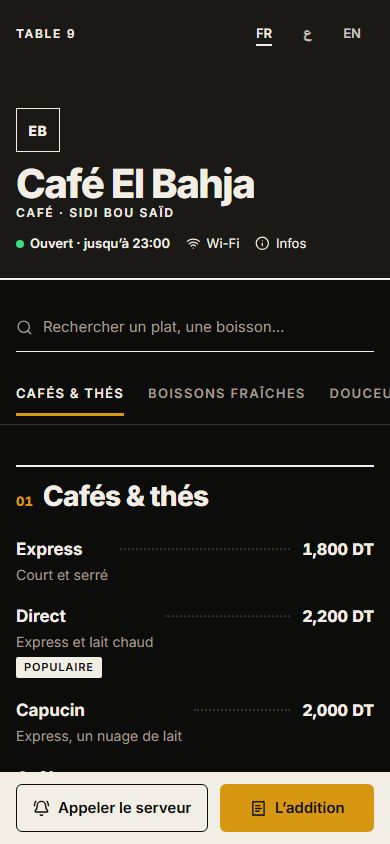 TABLE 9
FR ع EN
EB
Café El Bahja
CAFÉ · SIDI BOU SAÏD
Ouvert · jusqu'à 23:00 Wi-Fi Infos
Rechercher un plat, une boisson...
CAFÉS & THÉS BOISSONS FRAÎCHES DOUCEU
01 Cafés & thés
Express 1,800 DT
Court et serré
Direct 2,200 DT
Express et lait chaud
POPULAIRE
Capucin 2,000 DT
Express, un nuage de lait
Appeler le serveur L'addition